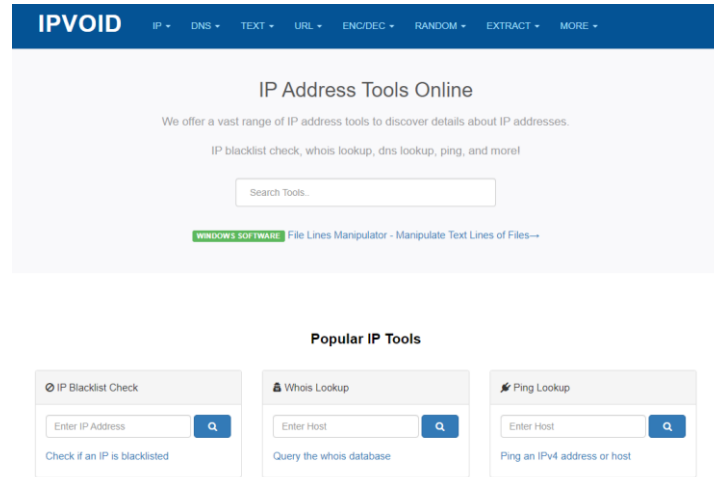 IPVOID IP DNS TEXT URL ENC/DEC RANDOM EXTRACT MORE
IP Address Tools Online
We offer a vast range of IP address tools to discover details about IP addresses.
IP blacklist check, whois lookup, dns lookup, ping, and more!
Search Tools..
WINDOWS SOFTWARE File Lines Manipulator - Manipulate Text Lines of Files→
Popular IP Tools
IP Blacklist Check Whois Lookup Ping Lookup
Enter IP Address Enter Host Enter Host
Check if an IP is blacklisted Query the whois database Ping an IPv4 address or host